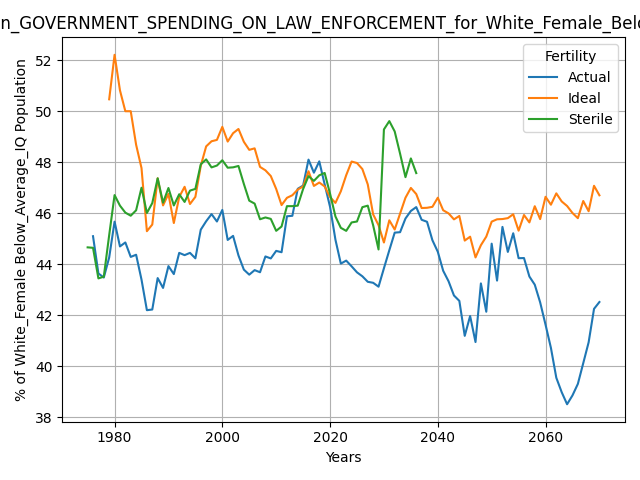 n_GOVERNMENT_SPENDING_ON_LAW_ENFORCEMENT_for_White_Female_Belo
% of White_Female Below_Average_IQ Population
52
50
48
46
44
42
40
38
Fertility
Actual
Ideal
Sterile
1980
2000
2020
2040
2060
Years